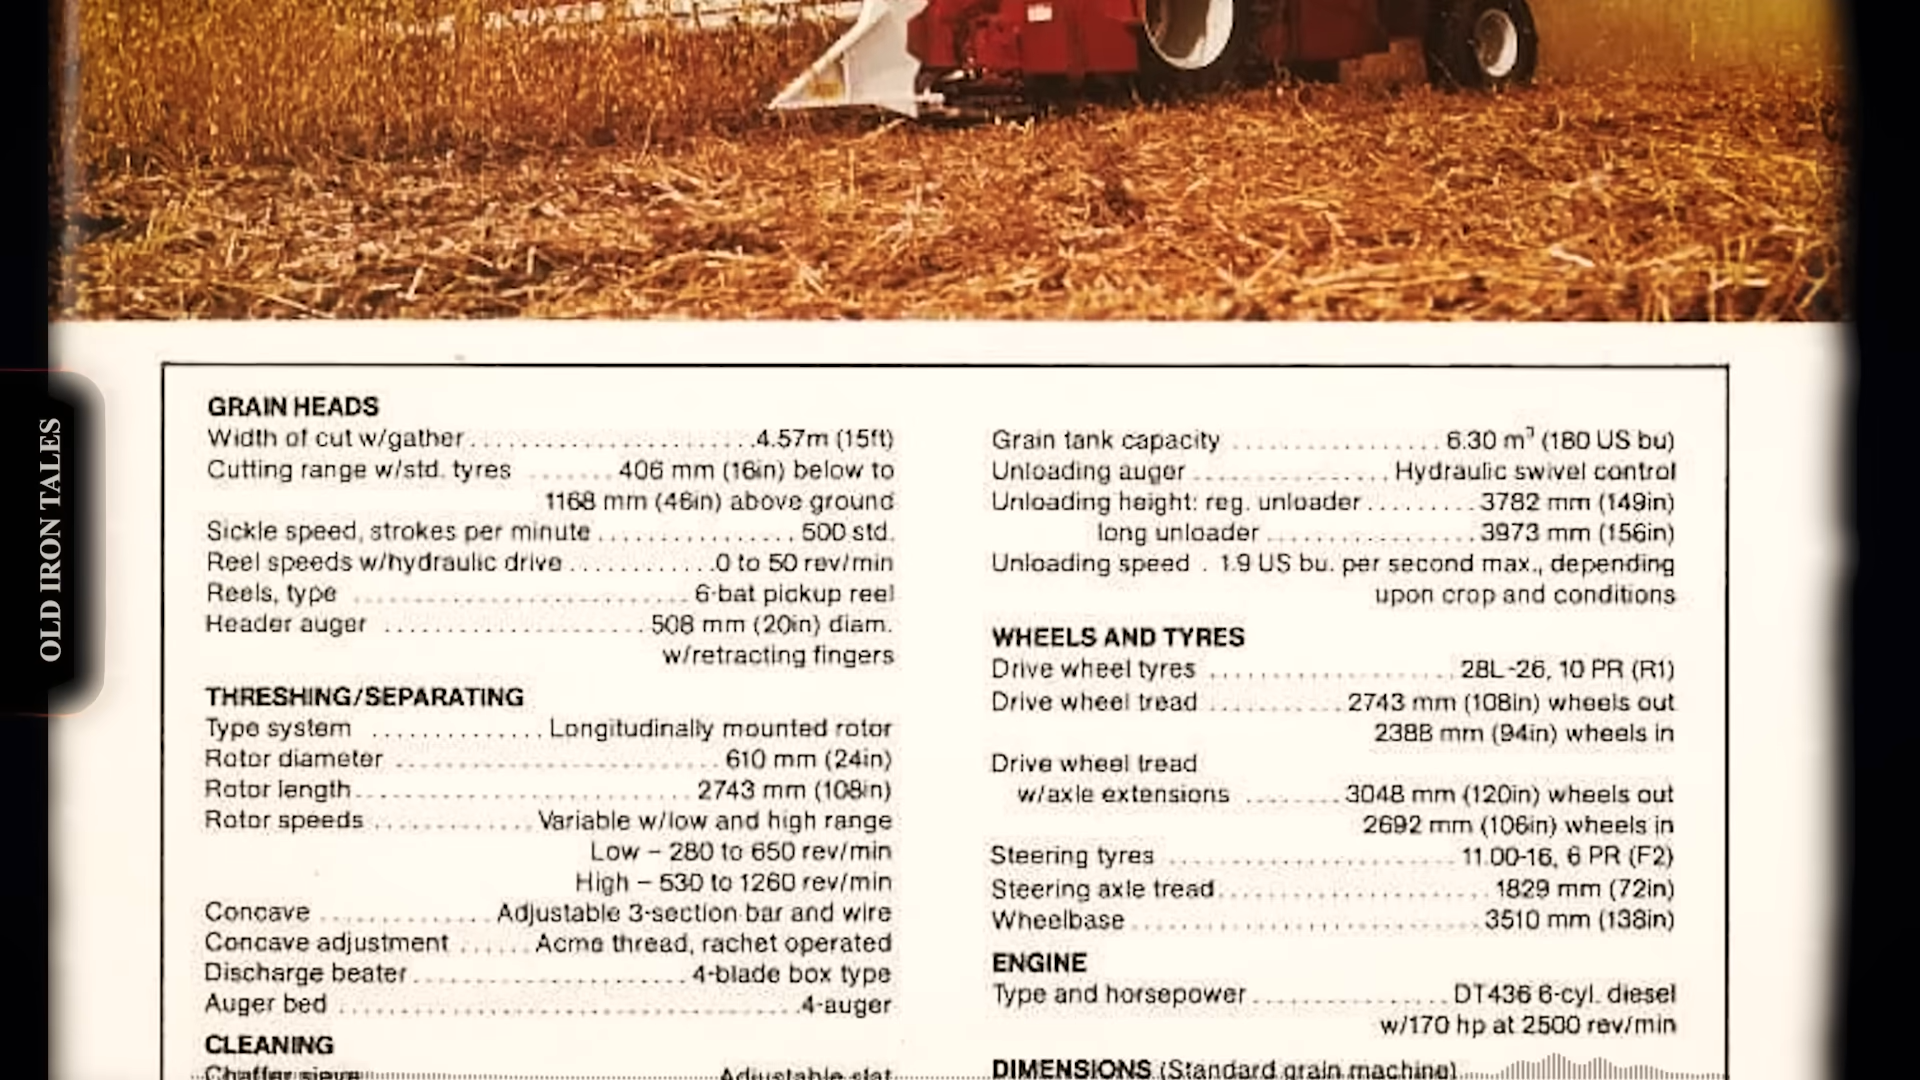 OLD IRON TALES
GRAIN HEADS
Width of cut w/gather ........................ 4.57m (15ft)
Cutting range w/std. tyres ....... 406 mm (16in) below to
1168 mm (46in) above ground
Sickle speed, strokes per minute ................ 500 std.
Reel speeds w/hydraulic drive ............ 0 to 50 rev/min
Reels, type ............................ 6-bat pickup reel
Header auger ...................... 508 mm (20in) diam.
w/retracting fingers
THRESHING/SEPARATING
Type system ............. Longitudinally mounted rotor
Rotor diameter ........................... 610 mm (24in)
Rotor length ............................ 2743 mm (108in)
Rotor speeds ............ Variable w/low and high range
Low – 280 to 650 rev/min
High – 530 to 1260 rev/min
Concave ............. Adjustable 3-section bar and wire
Concave adjustment ...... Acme thread, rachet operated
Discharge beater ...................... 4-blade box type
Auger bed ...................................... 4-auger
CLEANING
Chaffer sieve Adjustable slat
Grain tank capacity ................. 6.30 m³ (180 US bu)
Unloading auger ............. Hydraulic swivel control
Unloading height: reg. unloader ......... 3782 mm (149in)
long unloader ................. 3973 mm (156in)
Unloading speed . 1.9 US bu. per second max., depending
upon crop and conditions
WHEELS AND TYRES
Drive wheel tyres .................... 28L-26, 10 PR (R1)
Drive wheel tread ........... 2743 mm (108in) wheels out
2388 mm (94in) wheels in
Drive wheel tread
w/axle extensions ........ 3048 mm (120in) wheels out
2692 mm (106in) wheels in
Steering tyres ........................ 11.00-16, 6 PR (F2)
Steering axle tread ....................... 1829 mm (72in)
Wheelbase ............................ 3510 mm (138in)
ENGINE
Type and horsepower ................ DT436 6-cyl. diesel
w/170 hp at 2500 rev/min
DIMENSIONS (Standard grain machine)